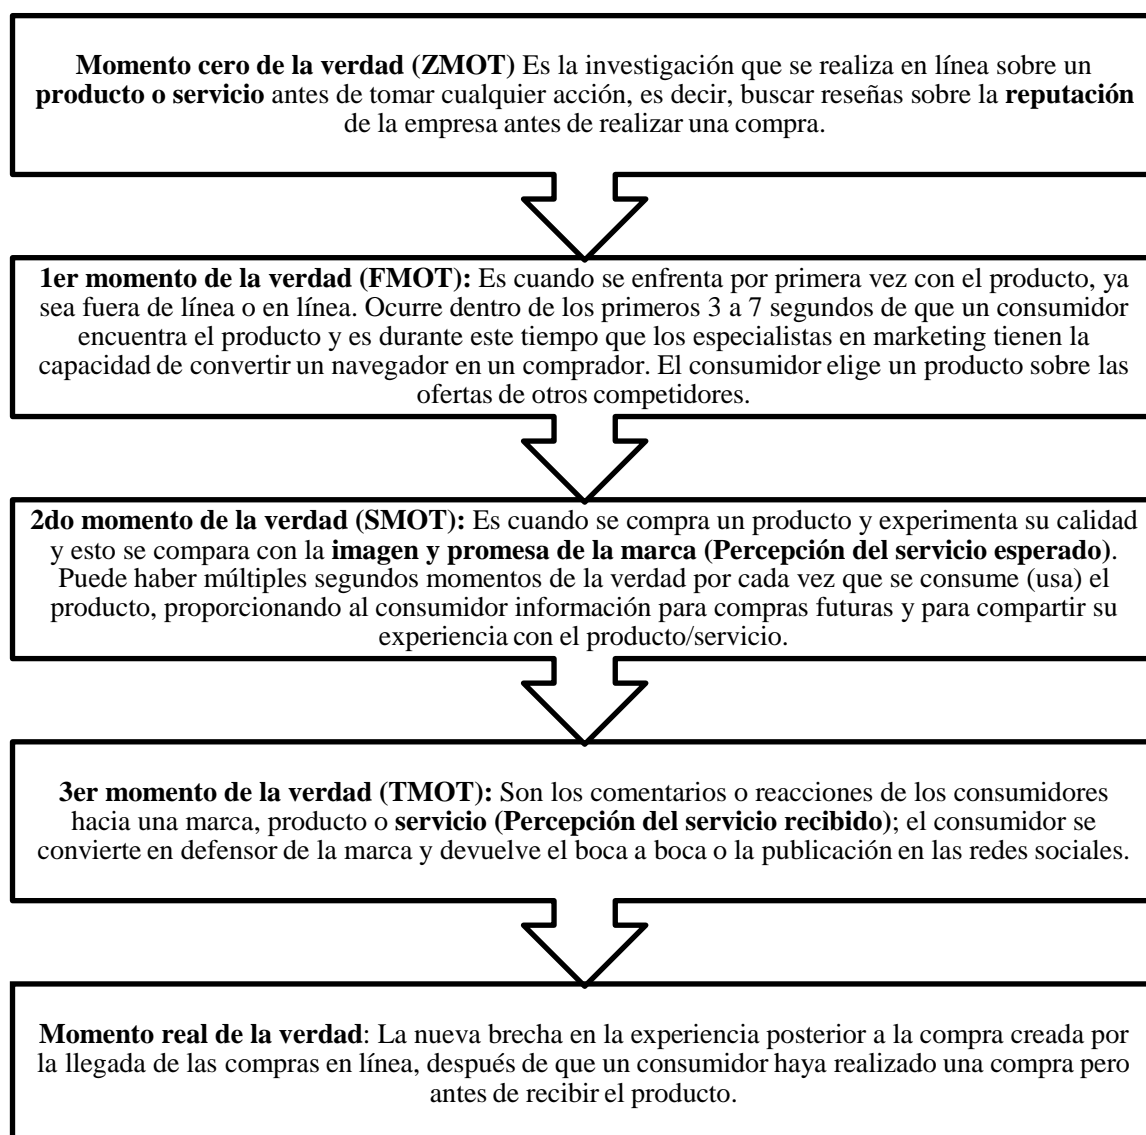 Momento cero de la verdad (ZMOT) Es la investigación que se realiza en línea sobre un
producto o servicio antes de tomar cualquier acción, es decir, buscar reseñas sobre la reputación
de la empresa antes de realizar una compra.
1er momento de la verdad (FMOT): Es cuando se enfrenta por primera vez con el producto, ya
sea fuera de línea o en línea. Ocurre dentro de los primeros 3 a 7 segundos de que un consumidor
encuentra el producto y es durante este tiempo que los especialistas en marketing tienen la
capacidad de convertir un navegador en un comprador. El consumidor elige un producto sobre las
ofertas de otros competidores.
2do momento de la verdad (SMOT): Es cuando se compra un producto y experimenta su calidad
y esto se compara con la imagen y promesa de la marca (Percepción del servicio esperado).
Puede haber múltiples segundos momentos de la verdad por cada vez que se consume (usa) el
producto, proporcionando al consumidor información para compras futuras y para compartir su
experiencia con el producto/servicio.
3er momento de la verdad (TMOT): Son los comentarios o reacciones de los consumidores
hacia una marca, producto o servicio (Percepción del servicio recibido); el consumidor se
convierte en defensor de la marca y devuelve el boca a boca o la publicación en las redes sociales.
Momento real de la verdad: La nueva brecha en la experiencia posterior a la compra creada por
la llegada de las compras en línea, después de que un consumidor haya realizado una compra pero
antes de recibir el producto.